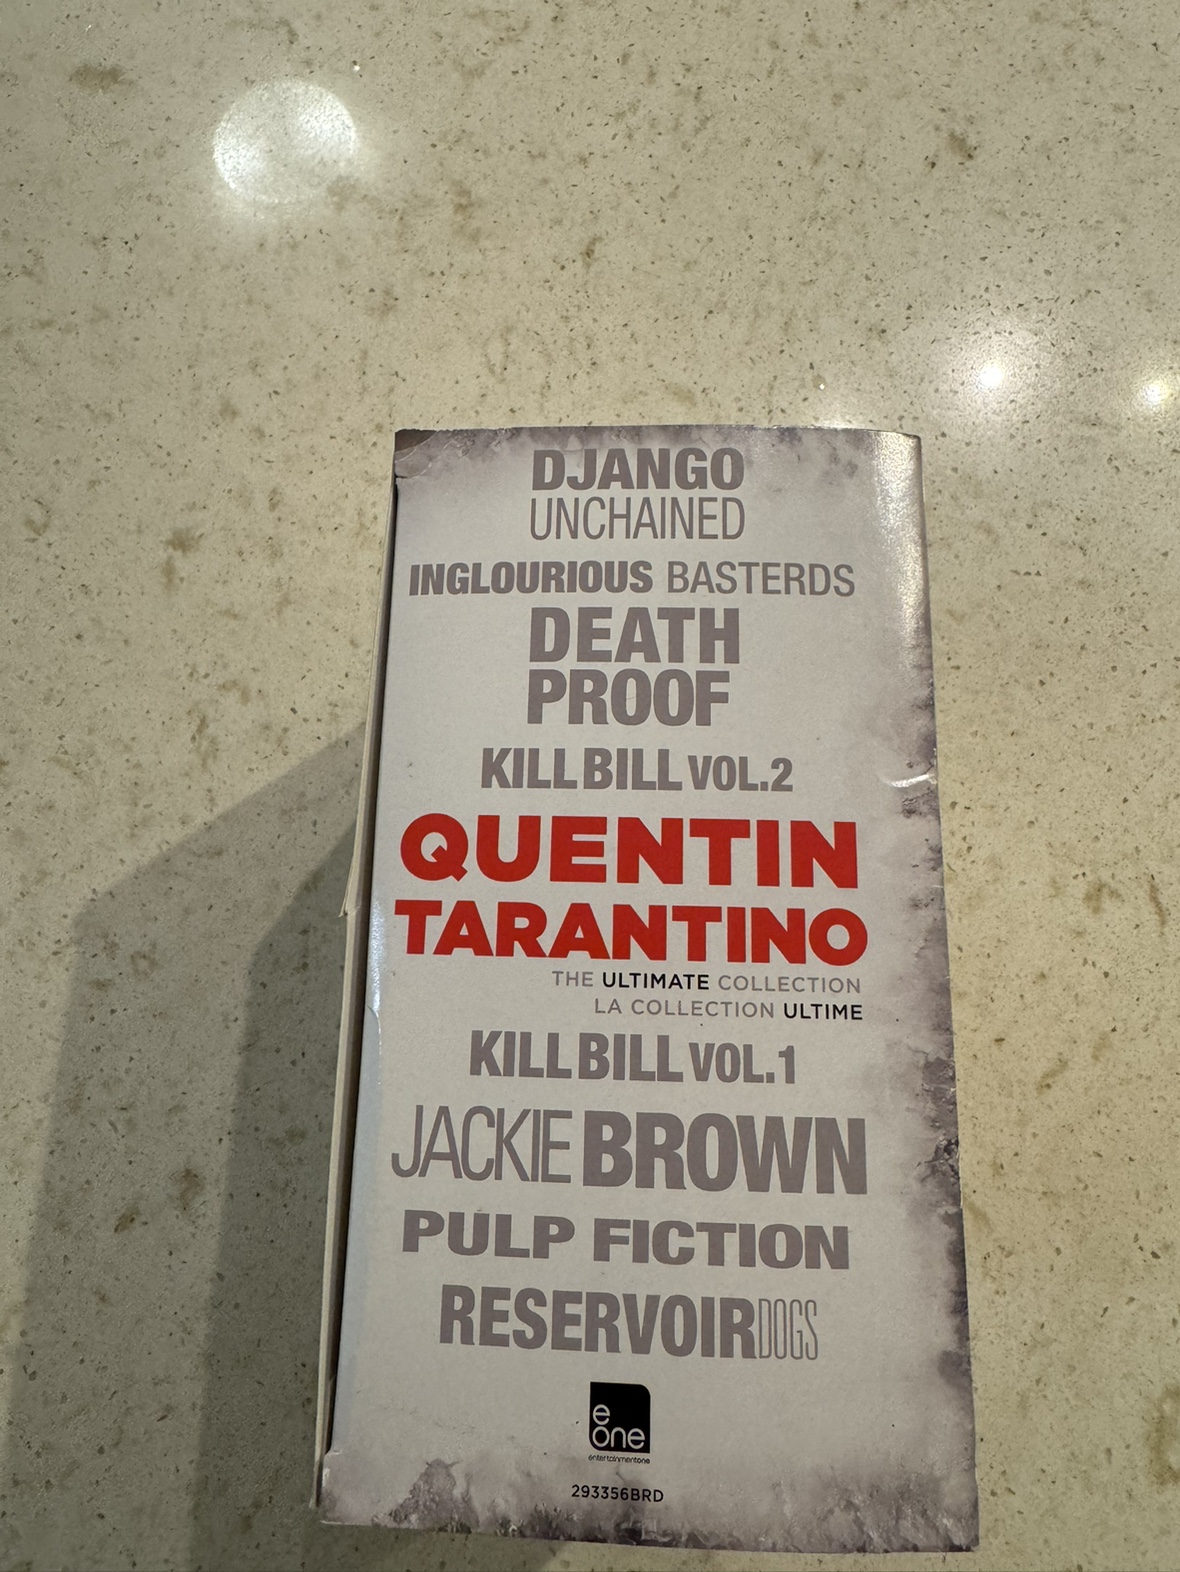 DJANGO
UNCHAINED
INGLOURIOUS BASTERDS
DEATH
PROOF
KILL BILL VOL.2
QUENTIN
TARANTINO
THE ULTIMATE COLLECTION
LA COLLECTION ULTIME
KILL BILL VOL.1
JACKIE BROWN
PULP FICTION
RESERVOIR DOGS
e
one
entertainmentone
293356BRD